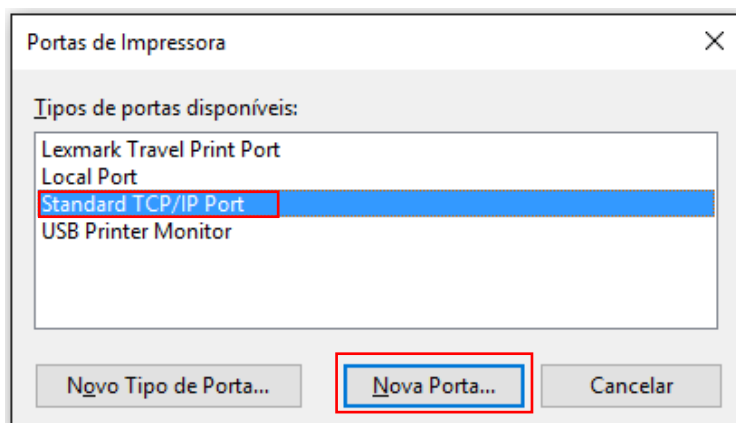 Portas de Impressora
Tipos de portas disponíveis:
Lexmark Travel Print Port
Local Port
Standard TCP/IP Port
USB Printer Monitor
Novo Tipo de Porta... Nova Porta... Cancelar